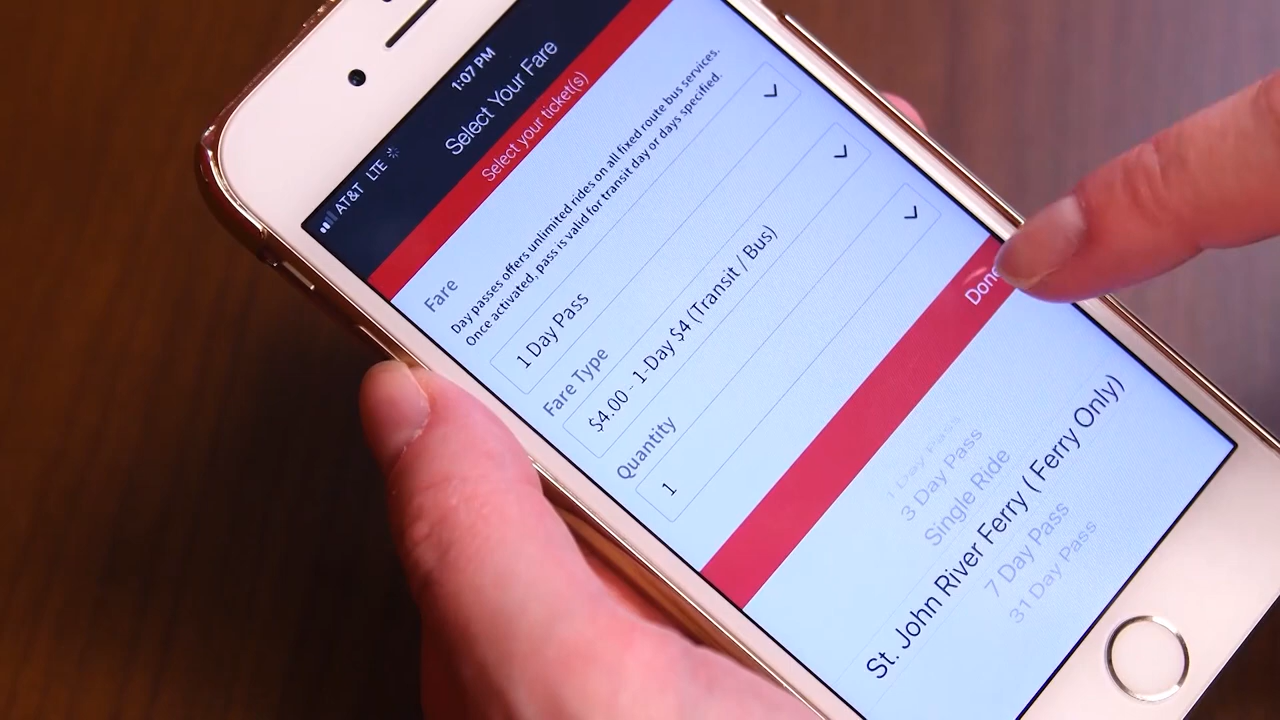 AT&T LTE 1:07 PM
Select Your Fare
Select your ticket(s)
Fare
Day passes offers unlimited rides on all fixed route bus services.
Once activated, pass is valid for transit day or days specified.
1 Day Pass
Fare Type
$4.00 - 1-Day $4 (Transit / Bus)
Quantity
1
Done
1 Day Pass
3 Day Pass
Single Ride
St. John River Ferry ( Ferry Only)
7 Day Pass
31 Day Pass